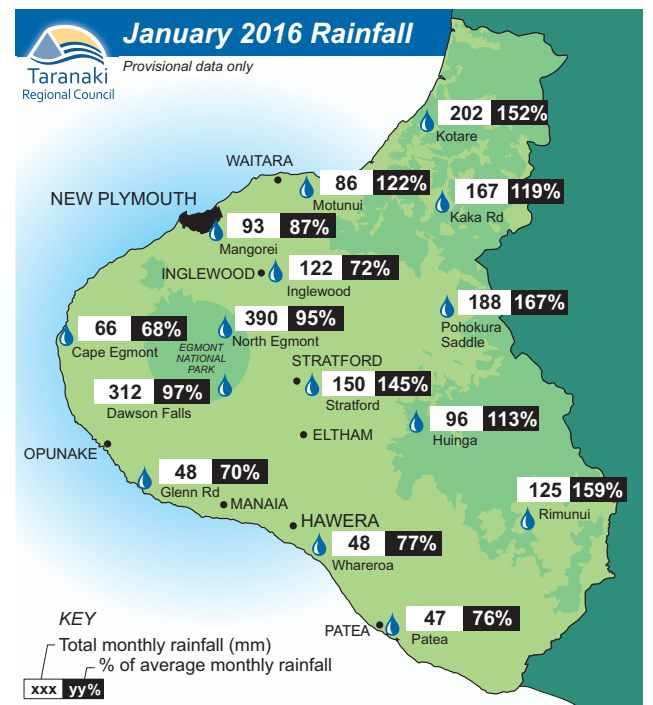 January 2016 Rainfall
Taranaki
Regional Council
Provisional data only
202 152%
Kotare
WAITARA
86 122%
Motunui
167 119%
Kaka Rd
NEW PLYMOUTH
93 87%
Mangorei
INGLEWOOD
122 72%
Inglewood
188 167%
Pohokura
Saddle
66 68%
Cape Egmont
390 95%
North Egmont
EGMONT
NATIONAL
PARK
STRATFORD
312 97%
Dawson Falls
150 145%
Stratford
96 113%
Huinga
ELTHAM
OPUNAKE
48 70%
Glenn Rd
MANAIA
125 159%
Rimunui
HAWERA
48 77%
Whareroa
PATEA
47 76%
Patea
KEY
Total monthly rainfall (mm)
% of average monthly rainfall
xxx yy%